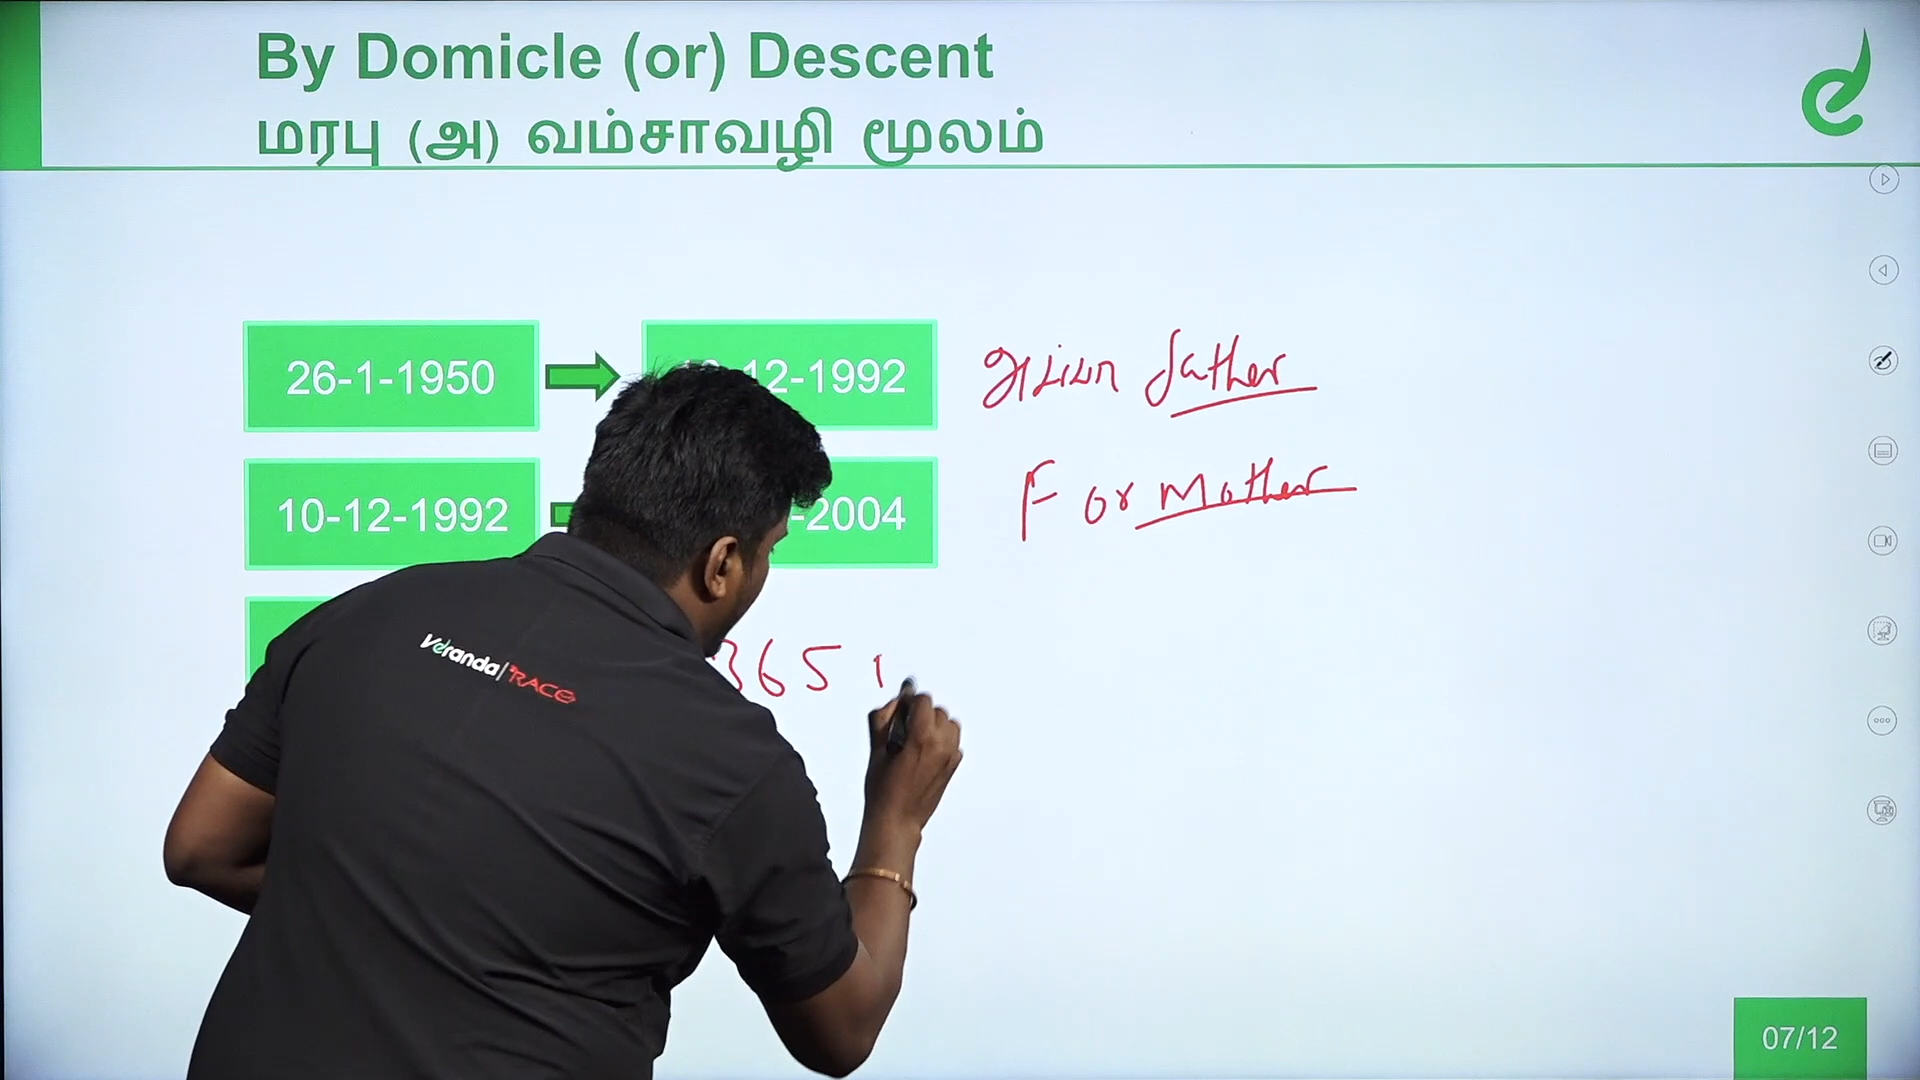 By Domicle (or) Descent
மரபு (அ) வம்சாவழி மூலம்
26-1-1950
12-1992
அப்பா father
10-12-1992
-2004
F or Mother
Veranda | RACE
365
07/12